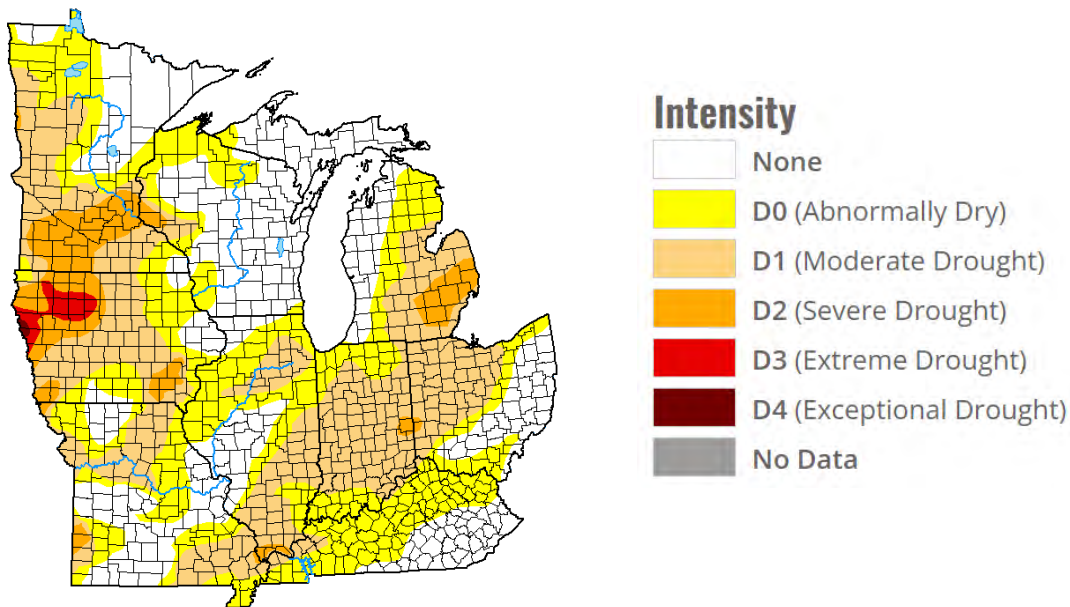 Intensity
None
D0 (Abnormally Dry)
D1 (Moderate Drought)
D2 (Severe Drought)
D3 (Extreme Drought)
D4 (Exceptional Drought)
No Data